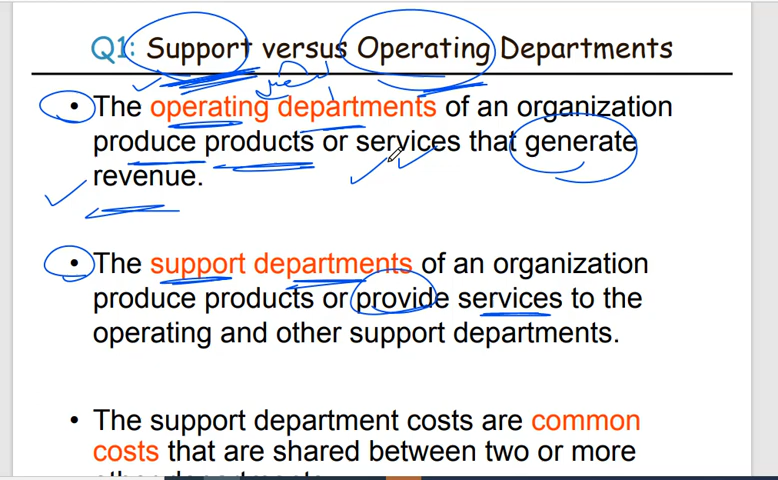 Q1: Support versus Operating Departments
• The operating departments of an organization
produce products or services that generate
revenue.
• The support departments of an organization
produce products or provide services to the
operating and other support departments.
• The support department costs are common
costs that are shared between two or more
other departments